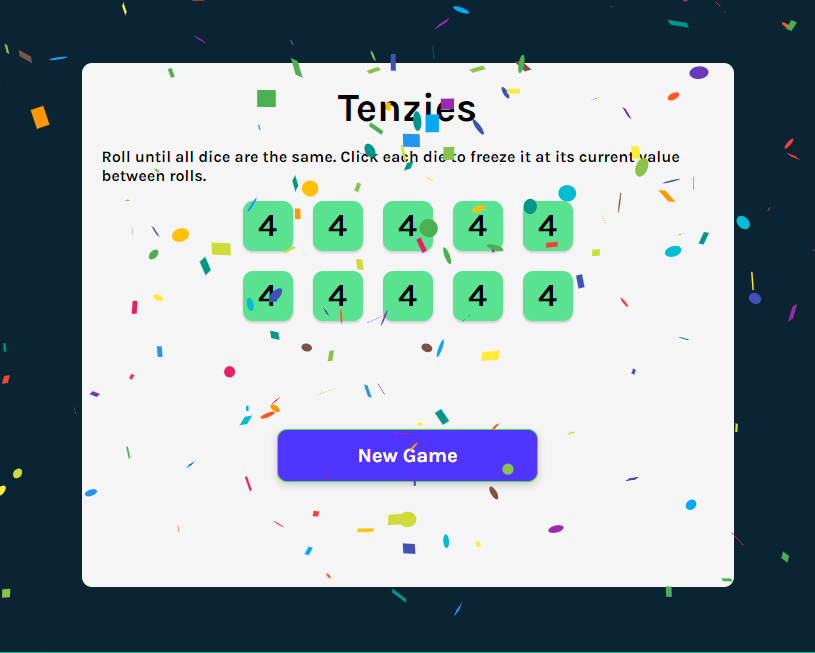 Tenzies
Roll until all dice are the same. Click each die to freeze it at its current value
between rolls.
4 4 4 4 4
4 4 4 4 4
New Game